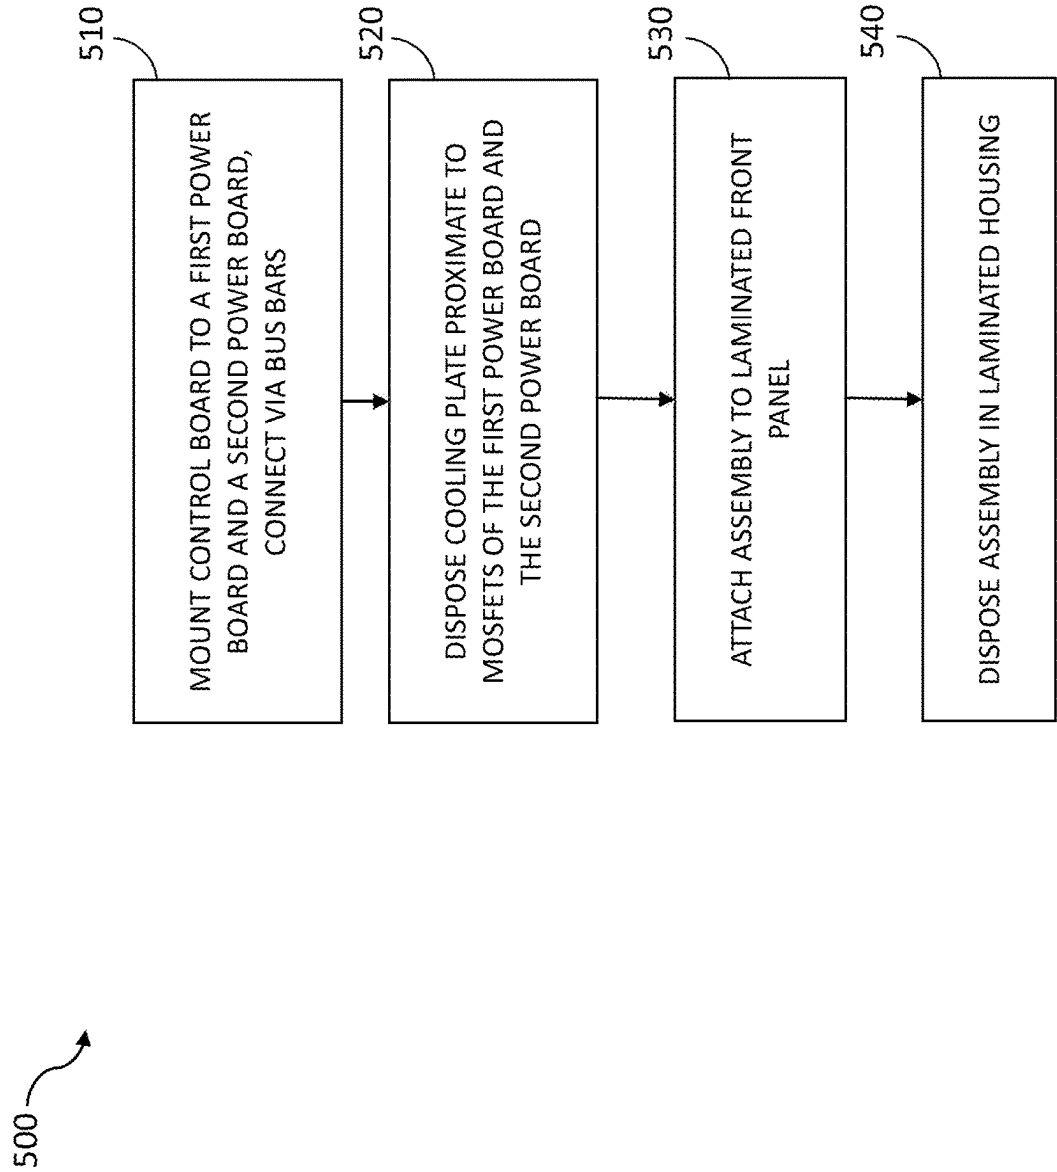 500
510
MOUNT CONTROL BOARD TO A FIRST POWER
BOARD AND A SECOND POWER BOARD,
CONNECT VIA BUS BARS
520
DISPOSE COOLING PLATE PROXIMATE TO
MOSFETS OF THE FIRST POWER BOARD AND
THE SECOND POWER BOARD
530
ATTACH ASSEMBLY TO LAMINATED FRONT
PANEL
540
DISPOSE ASSEMBLY IN LAMINATED HOUSING